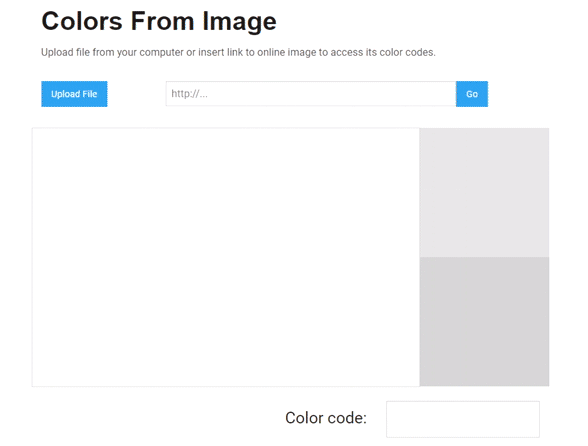 Colors From Image
Upload file from your computer or insert link to online image to access its color codes.
Upload File
http://...
Go
Color code: